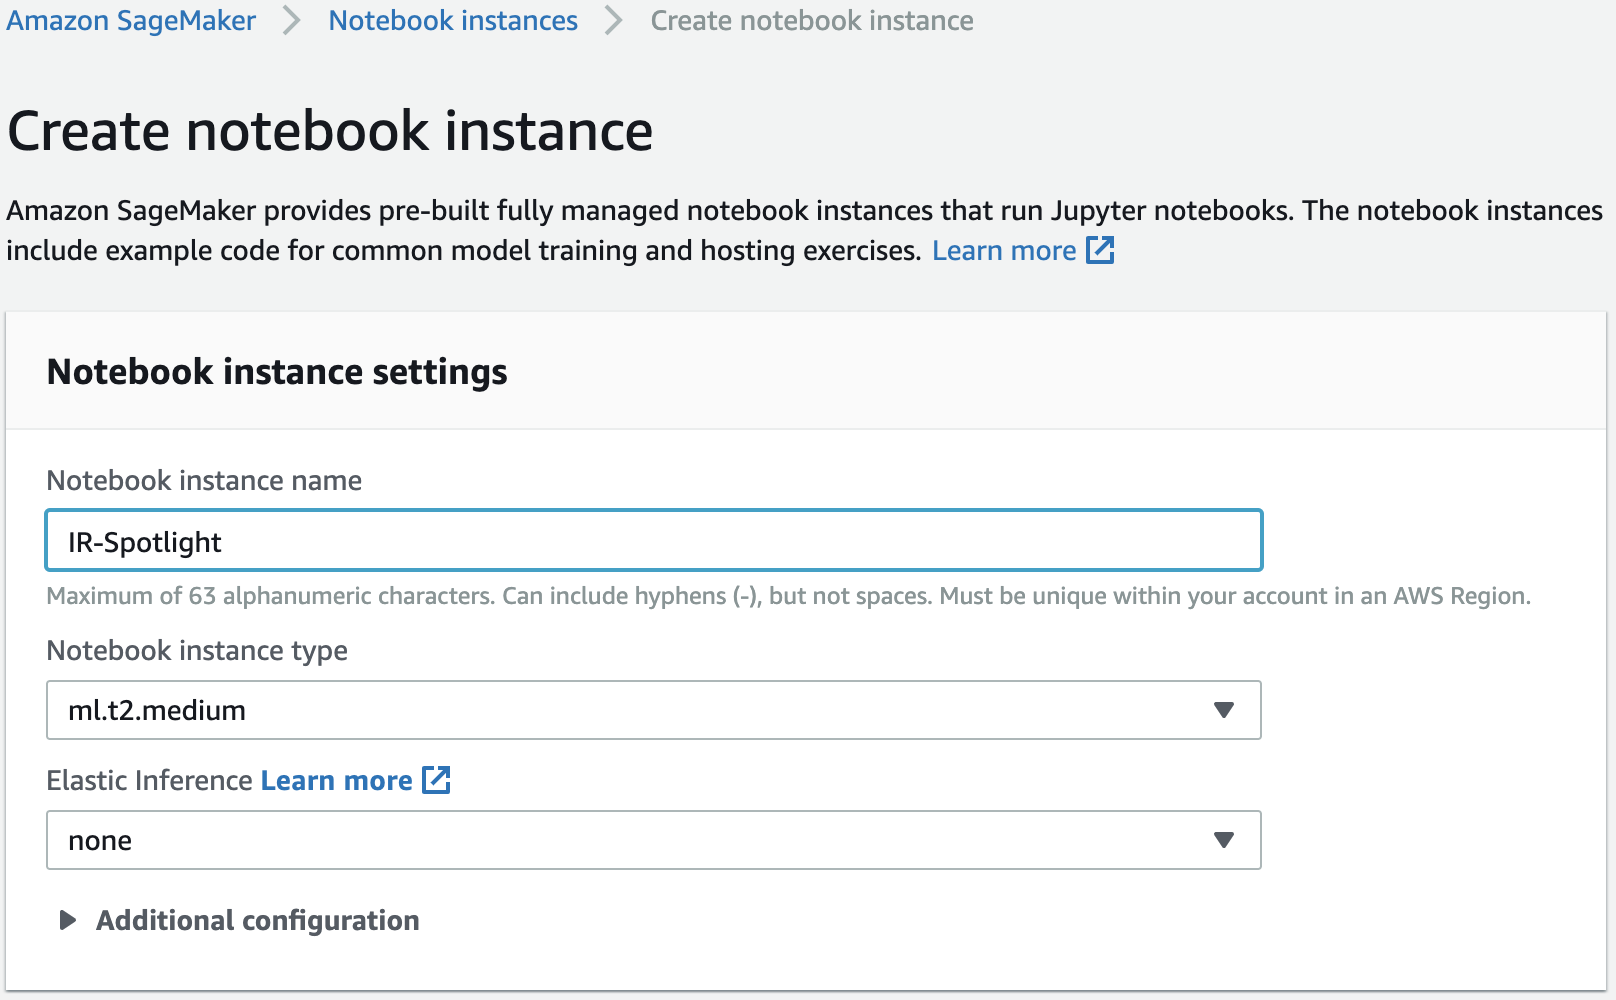 Amazon SageMaker > Notebook instances > Create notebook instance
Create notebook instance
Amazon SageMaker provides pre-built fully managed notebook instances that run Jupyter notebooks. The notebook instances
include example code for common model training and hosting exercises. Learn more
Notebook instance settings
Notebook instance name
IR-Spotlight
Maximum of 63 alphanumeric characters. Can include hyphens (-), but not spaces. Must be unique within your account in an AWS Region.
Notebook instance type
ml.t2.medium
Elastic Inference Learn more
none
Additional configuration